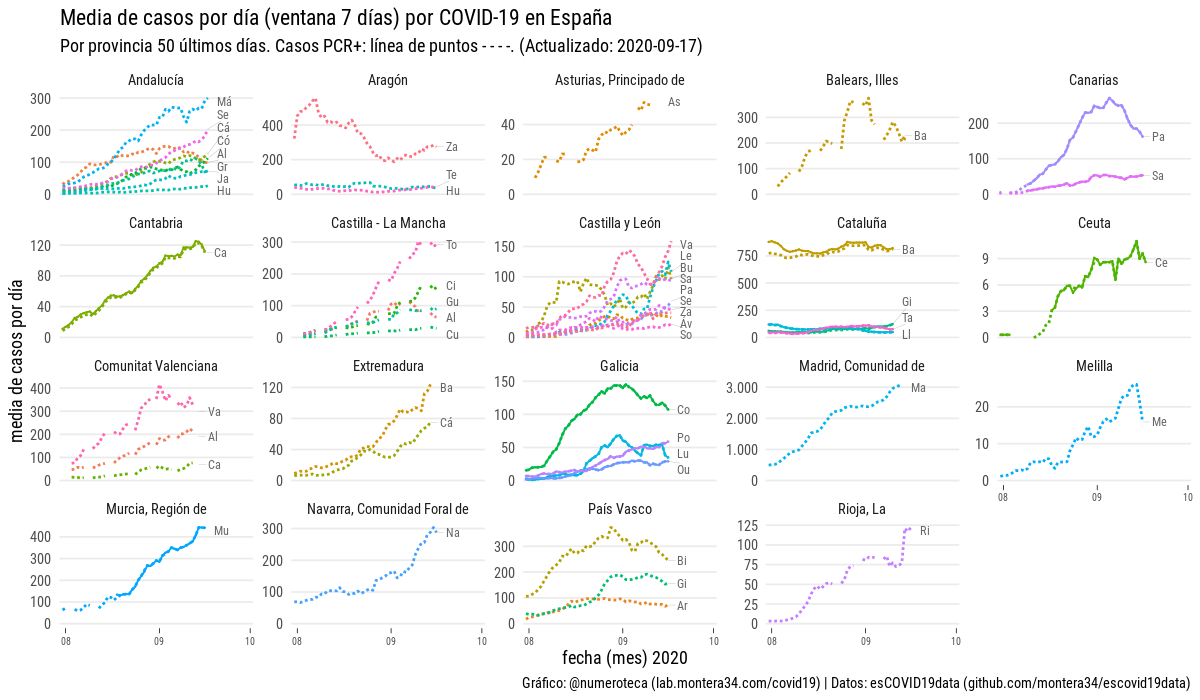 Media de casos por día (ventana 7 días) por COVID-19 en España
Por provincia 50 últimos días. Casos PCR+: línea de puntos - - - -. (Actualizado: 2020-09-17)
media de casos por día
Andalucía
300
200
100
0
Má
Se
Cá
Có
Al
Gr
Ja
Hu
Aragón
400
200
0
Za
Te
Hu
Asturias, Principado de
40
20
0
As
Balears, Illes
300
200
100
0
Ba
Canarias
200
100
0
Pa
Sa
Cantabria
120
80
40
0
Ca
Castilla - La Mancha
300
200
100
0
To
Ci
Gu
Al
Cu
Castilla y León
150
100
50
0
Va
Le
Bu
Sa
Pa
Se
Za
Áv
So
Cataluña
750
500
250
0
Ba
Gi
Ta
Ll
Ceuta
9
6
3
0
Ce
Comunitat Valenciana
400
300
200
100
0
Va
Al
Ca
Extremadura
120
80
40
0
Ba
Cá
Galicia
150
100
50
0
Co
Po
Lu
Ou
Madrid, Comunidad de
3.000
2.000
1.000
0
Ma
Melilla
20
10
0
Me
08 09 10
Murcia, Región de
400
300
200
100
0
Mu
08 09 10
Navarra, Comunidad Foral de
300
200
100
0
Na
08 09 10
País Vasco
300
200
100
0
Bi
Gi
Ar
08 09 10
Rioja, La
125
100
75
50
25
0
Ri
08 09 10
fecha (mes) 2020
Gráfico: @numeroteca (lab.montera34.com/covid19) | Datos: esCOVID19data (github.com/montera34/escovid19data)